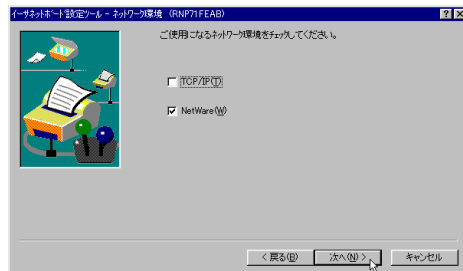 イーサネットボード設定ツール - ネットワーク環境 (RNP71FEAB)
ご使用になるネットワーク環境をチェックしてください。
TCP/IP(T)
NetWare(W)
< 戻る(B)
次へ(N) >
キャンセル